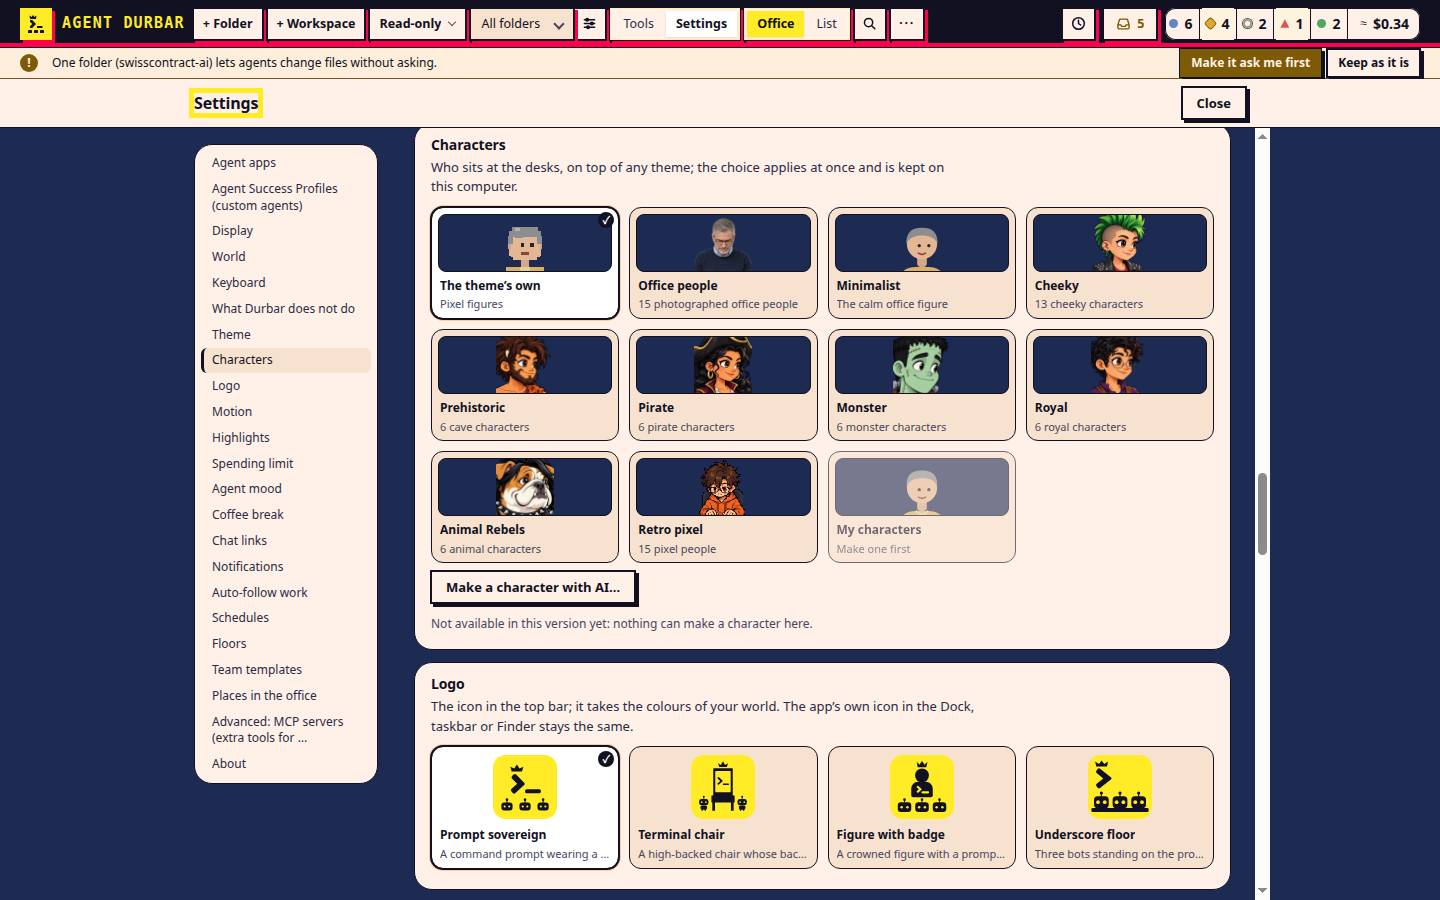 AGENT DURBAR
+ Folder
+ Workspace
Read-only
All folders
Tools
Settings
Office
List
5
6
4
2
1
2
≈ $0.34
! One folder (swisscontract-ai) lets agents change files without asking.
Make it ask me first
Keep as it is
Settings
Close
Agent apps
Agent Success Profiles
(custom agents)
Display
World
Keyboard
What Durbar does not do
Theme
Characters
Logo
Motion
Highlights
Spending limit
Agent mood
Coffee break
Chat links
Notifications
Auto-follow work
Schedules
Floors
Team templates
Places in the office
Advanced: MCP servers
(extra tools for ...
About
Characters
Who sits at the desks, on top of any theme; the choice applies at once and is kept on
this computer.
The theme’s own
Pixel figures
Office people
15 photographed office people
Minimalist
The calm office figure
Cheeky
13 cheeky characters
Prehistoric
6 cave characters
Pirate
6 pirate characters
Monster
6 monster characters
Royal
6 royal characters
Animal Rebels
6 animal characters
Retro pixel
15 pixel people
My characters
Make one first
Make a character with AI...
Not available in this version yet: nothing can make a character here.
Logo
The icon in the top bar; it takes the colours of your world. The app’s own icon in the Dock,
taskbar or Finder stays the same.
Prompt sovereign
A command prompt wearing a ...
Terminal chair
A high-backed chair whose bac...
Figure with badge
A crowned figure with a promp...
Underscore floor
Three bots standing on the pro...